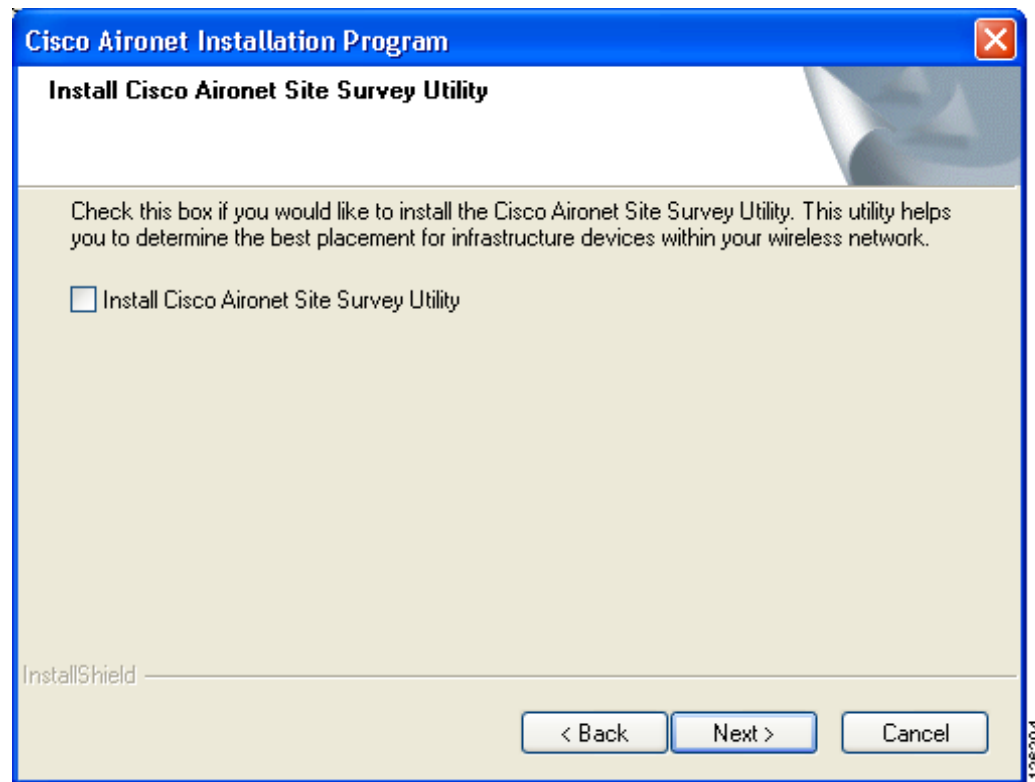 Cisco Aironet Installation Program
Install Cisco Aironet Site Survey Utility
Check this box if you would like to install the Cisco Aironet Site Survey Utility. This utility helps
you to determine the best placement for infrastructure devices within your wireless network.
Install Cisco Aironet Site Survey Utility
InstallShield
< Back
Next >
Cancel